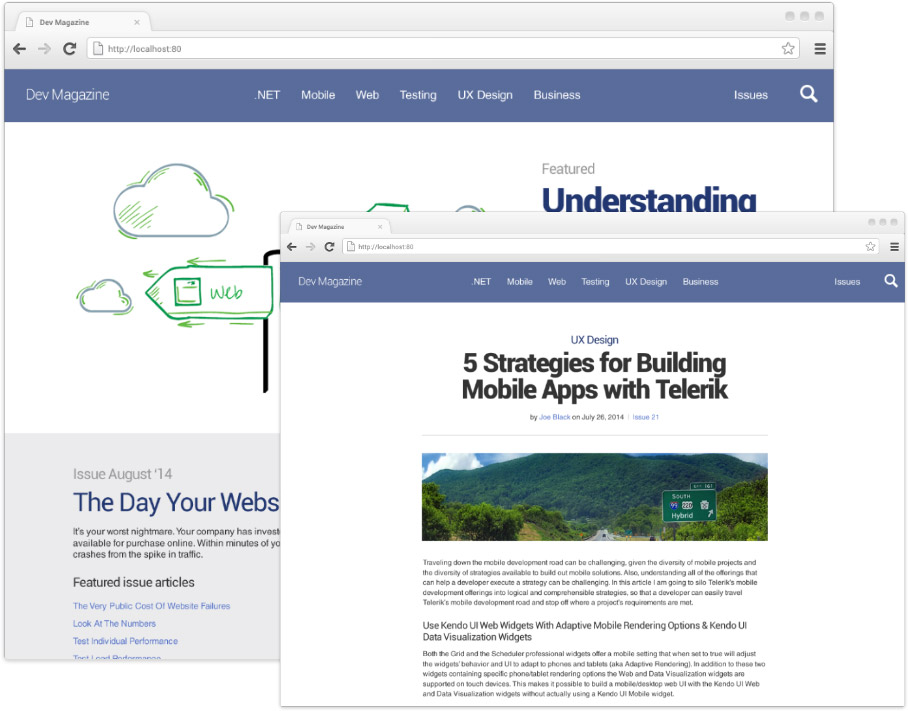 Dev Magazine
http://localhost:80
Dev Magazine
.NET
Mobile
Web
Testing
UX Design
Business
Issues
Featured
Understanding
Web
Issue August '14
The Day Your Webs
It's your worst nightmare. Your company has invest
available for purchase online. Within minutes of yo
crashes from the spike in traffic.
Featured issue articles
The Very Public Cost Of Website Failures
Look At The Numbers
Test Individual Performance
Test Load Performance
Dev Magazine
http://localhost:80
Dev Magazine
.NET
Mobile
Web
Testing
UX Design
Business
Issues
UX Design
5 Strategies for Building
Mobile Apps with Telerik
by Joe Black on July 26, 2014 | Issue 21
South
Hybrid
Traveling down the mobile development road can be challenging, given the diversity of mobile projects and
the diversity of strategies available to build out mobile solutions. Also, understanding all of the offerings that
can help a developer execute a strategy can be challenging. In this article I am going to silo Telerik's mobile
development offerings into logical and comprehensible strategies, so that a developer can easily travel
Telerik's mobile development road and stop off where a project's requirements are met.
Use Kendo UI Web Widgets With Adaptive Mobile Rendering Options & Kendo UI
Data Visualization Widgets
Both the Grid and the Scheduler professional widgets offer a mobile setting that when set to true will adjust
the widgets' behavior and UI to adapt to phones and tablets (aka Adaptive Rendering). In addition to these two
widgets containing specific phone/tablet rendering options the Web and Data Visualization widgets are
supported on touch devices. This makes it possible to build a mobile/desktop web UI with the Kendo UI Web
and Data Visualization widgets without actually using a Kendo UI Mobile widget.